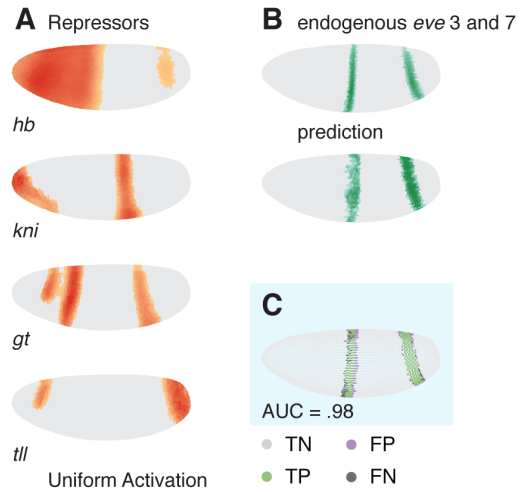 A Repressors
hb
kni
gt
tll
Uniform Activation
B endogenous eve 3 and 7
prediction
C
AUC = .98
TN
FP
TP
FN